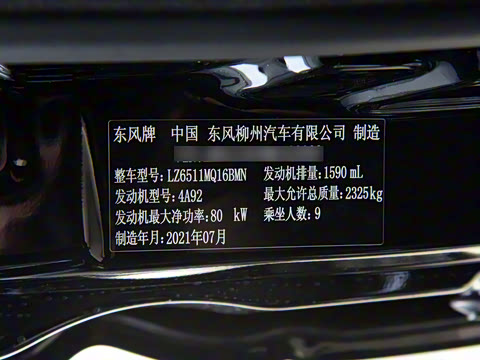 东风牌 中国 东风柳州汽车有限公司 制造
整车型号:LZ6511MQ16BMN 发动机排量:1590 mL
发动机型号:4A92 最大允许总质量:2325kg
发动机最大净功率:80 kW 乘坐人数:9
制造年月:2021年07月